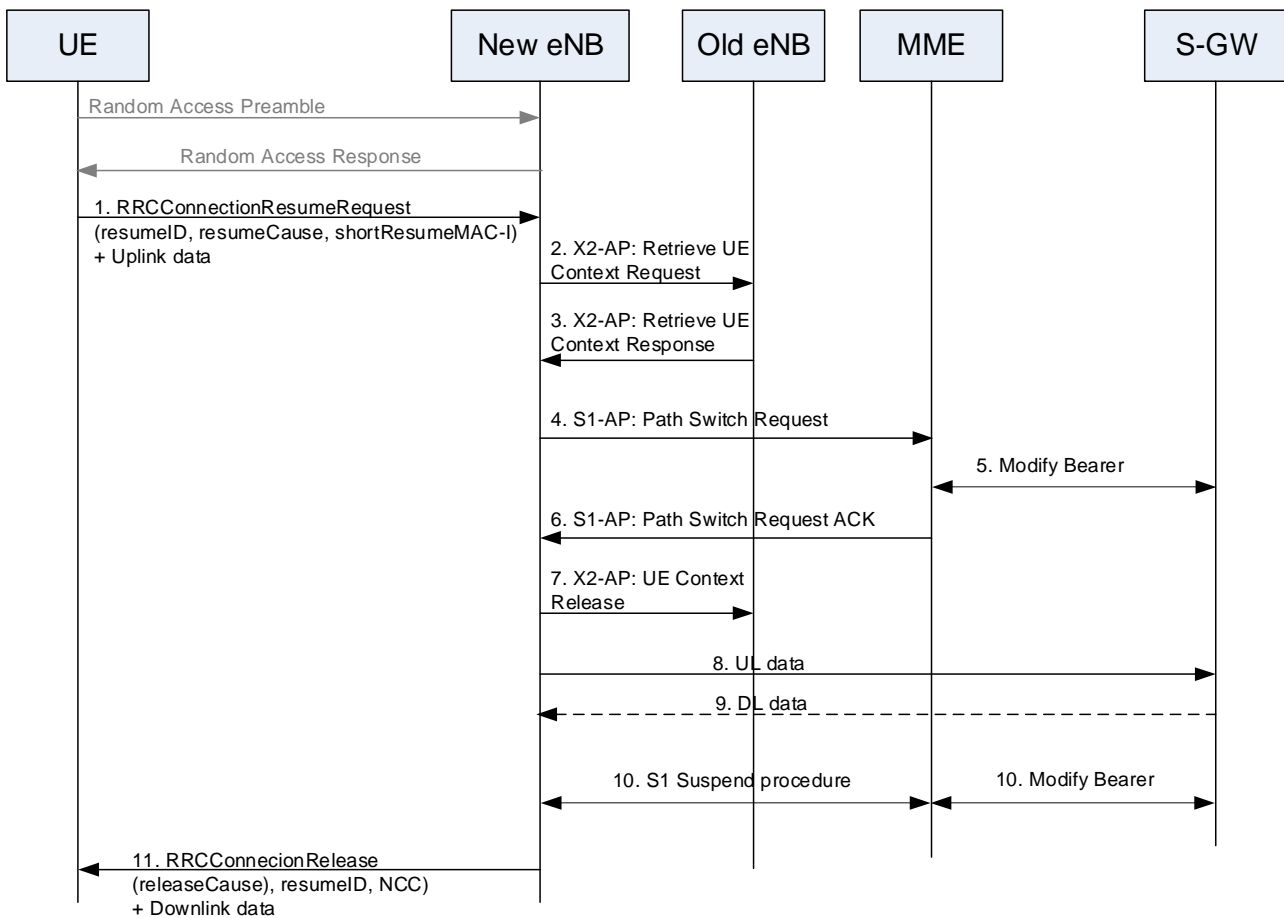 UE
New eNB
Old eNB
MME
S-GW
Random Access Preamble
Random Access Response
1. RRCConnectionResumeRequest
(resumeID, resumeCause, shortResumeMAC-I)
+ Uplink data
2. X2-AP: Retrieve UE
Context Request
3. X2-AP: Retrieve UE
Context Response
4. S1-AP: Path Switch Request
5. Modify Bearer
6. S1-AP: Path Switch Request ACK
7. X2-AP: UE Context
Release
8. UL data
9. DL data
10. S1 Suspend procedure
10. Modify Bearer
11. RRCConnecionRelease
(releaseCause), resumeID, NCC)
+ Downlink data